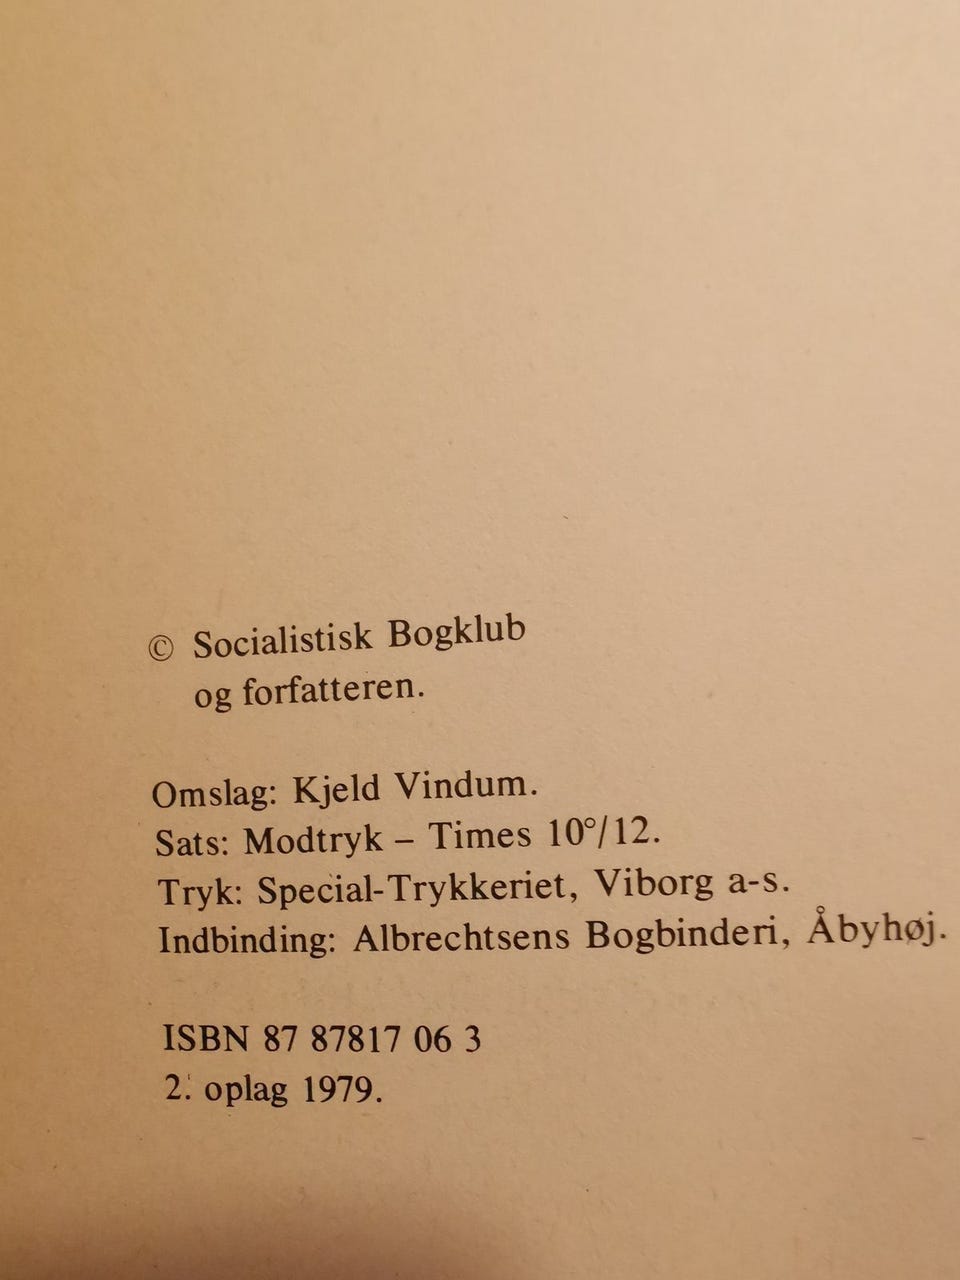 © Socialistisk Bogklub
og forfatteren.
Omslag: Kjeld Vindum.
Sats: Modtryk – Times 10°/12.
Tryk: Special-Trykkeriet, Viborg a-s.
Indbinding: Albrechtsens Bogbinderi, Åbyhøj.
ISBN 87 87817 06 3
2. oplag 1979.